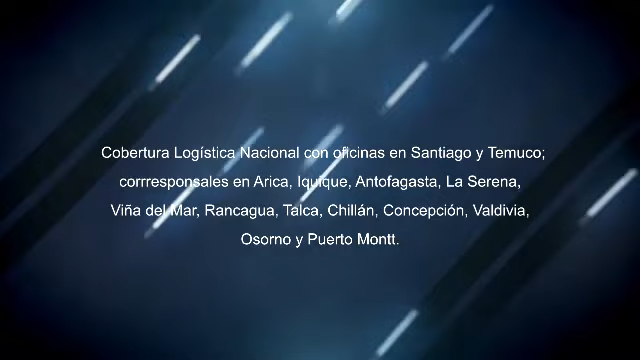 Cobertura Logística Nacional con oficinas en Santiago y Temuco;
corrresponsales en Arica, Iquique, Antofagasta, La Serena,
Viña del Mar, Rancagua, Talca, Chillán, Concepción, Valdivia,
Osorno y Puerto Montt.